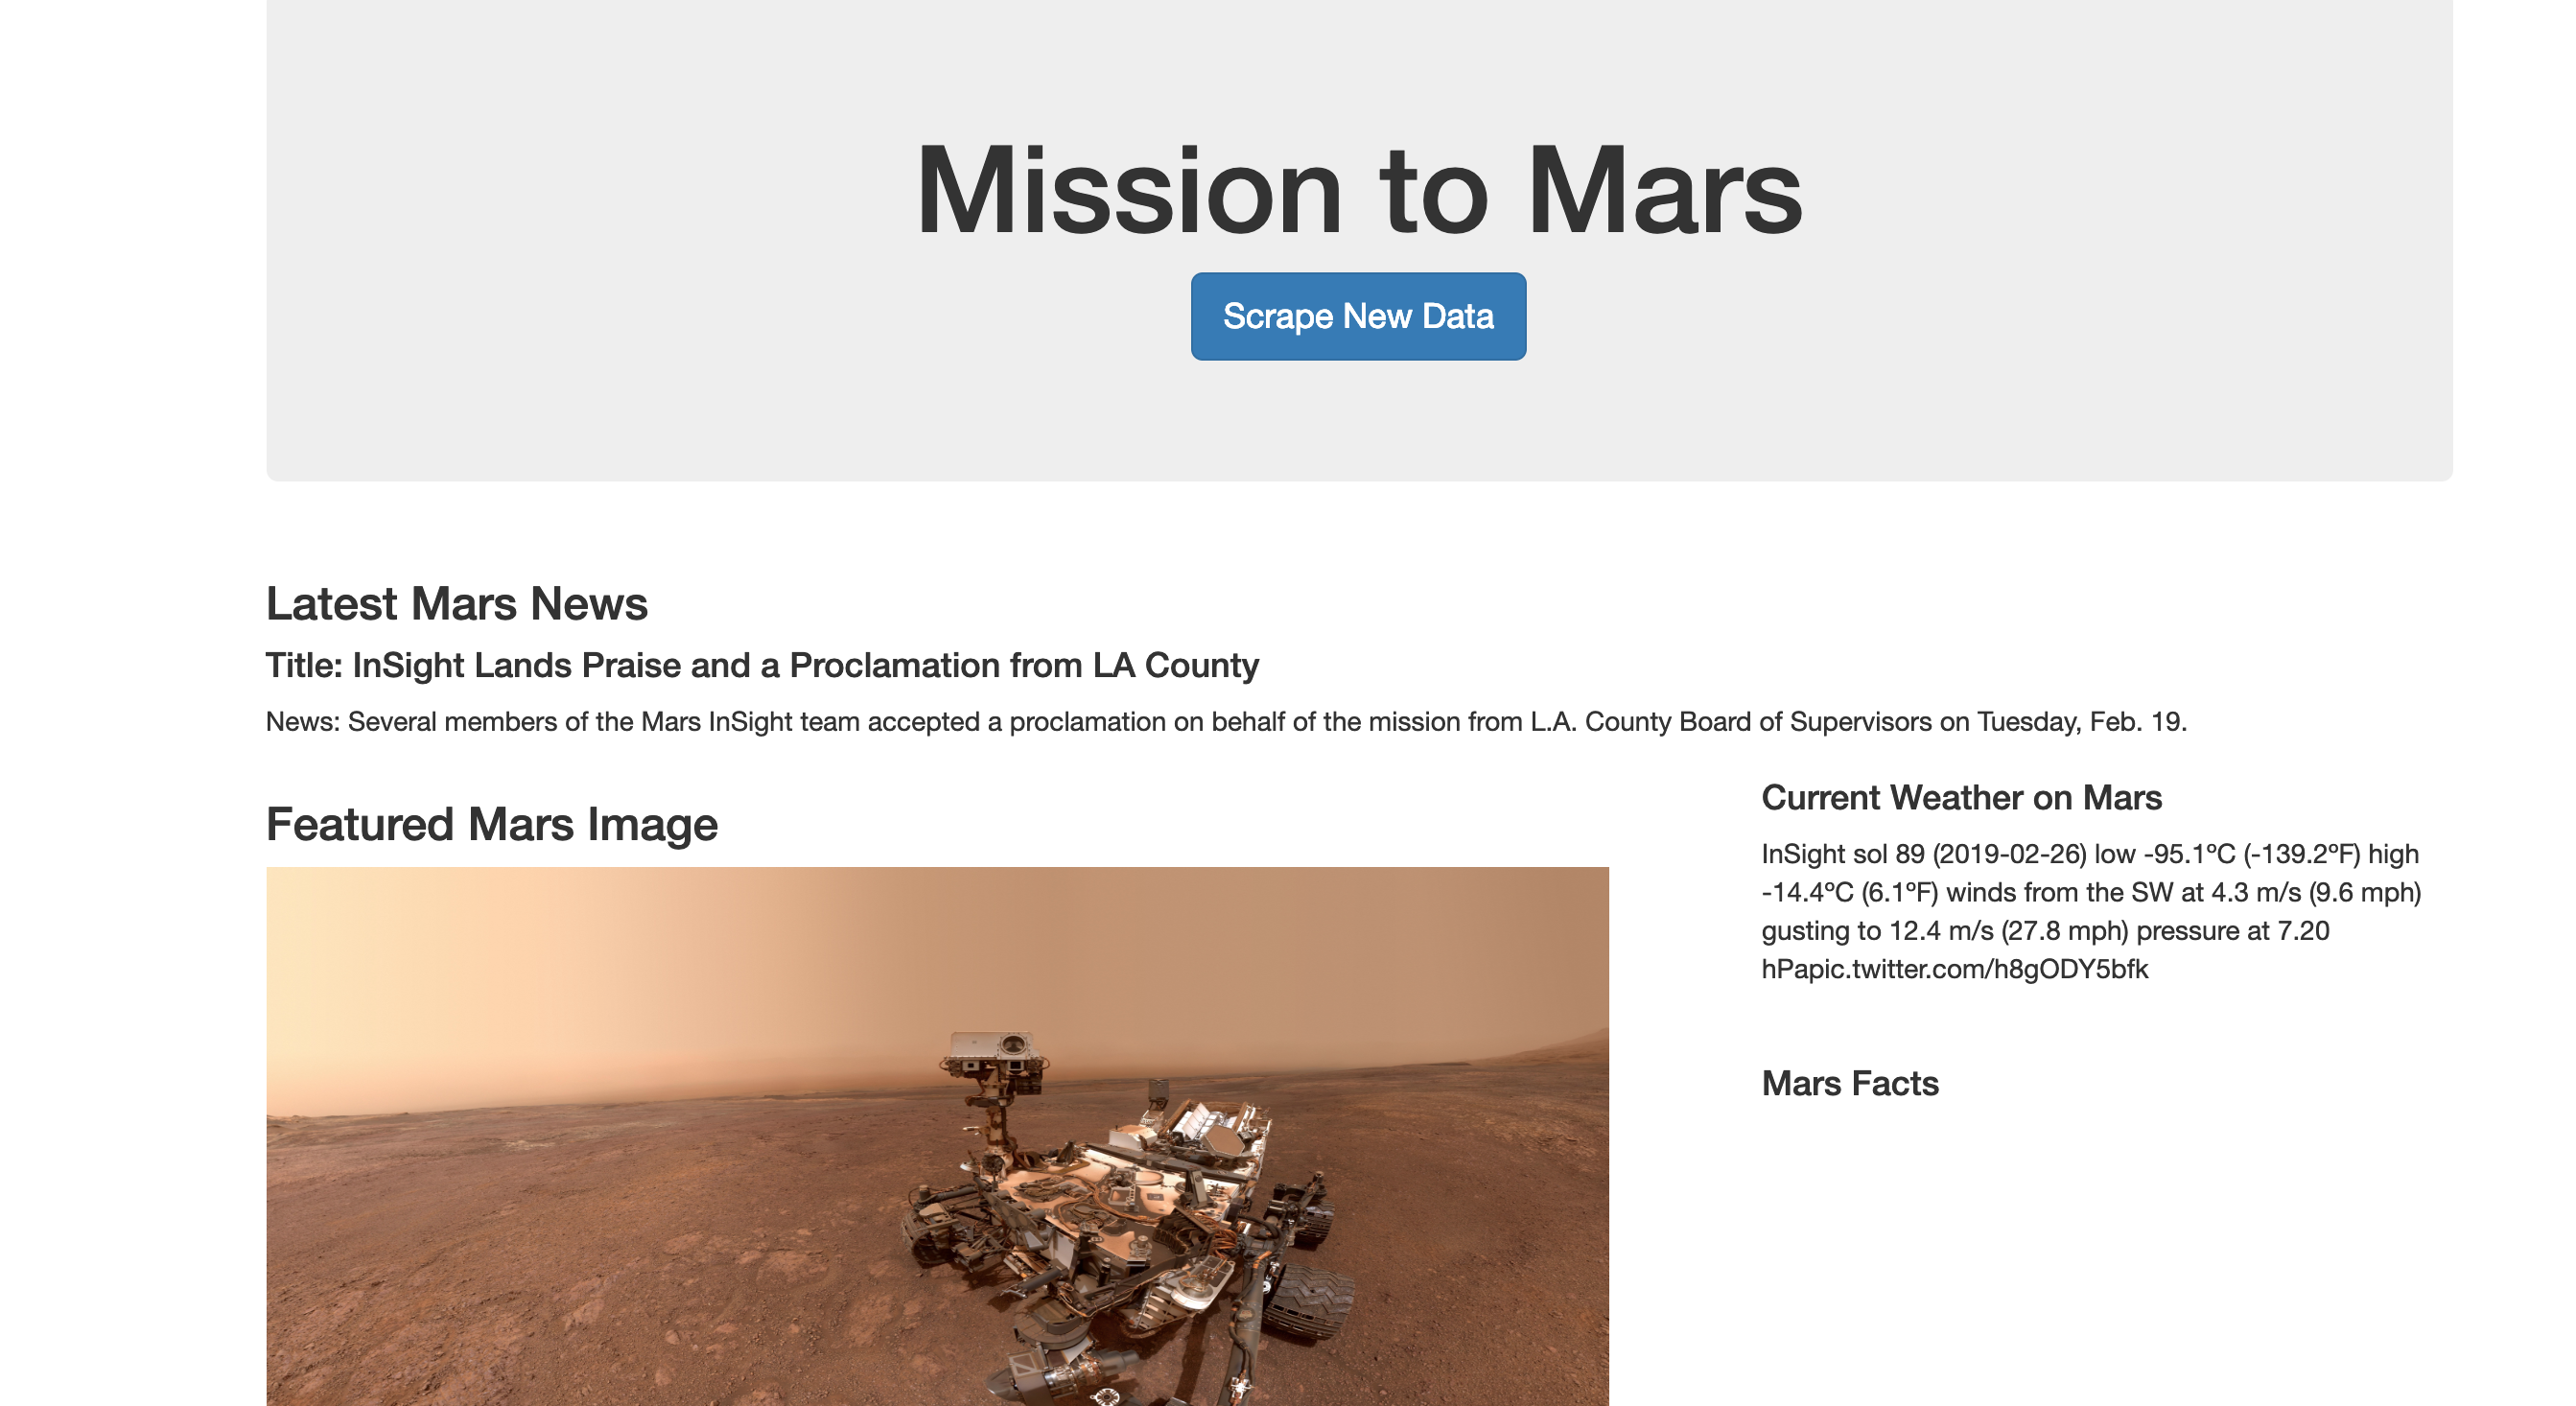 Mission to Mars
Scrape New Data
Latest Mars News
Title: InSight Lands Praise and a Proclamation from LA County
News: Several members of the Mars InSight team accepted a proclamation on behalf of the mission from L.A. County Board of Supervisors on Tuesday, Feb. 19.
Featured Mars Image
Current Weather on Mars
InSight sol 89 (2019-02-26) low -95.1ºC (-139.2ºF) high
-14.4ºC (6.1ºF) winds from the SW at 4.3 m/s (9.6 mph)
gusting to 12.4 m/s (27.8 mph) pressure at 7.20
hPapic.twitter.com/h8gODY5bfk
Mars Facts